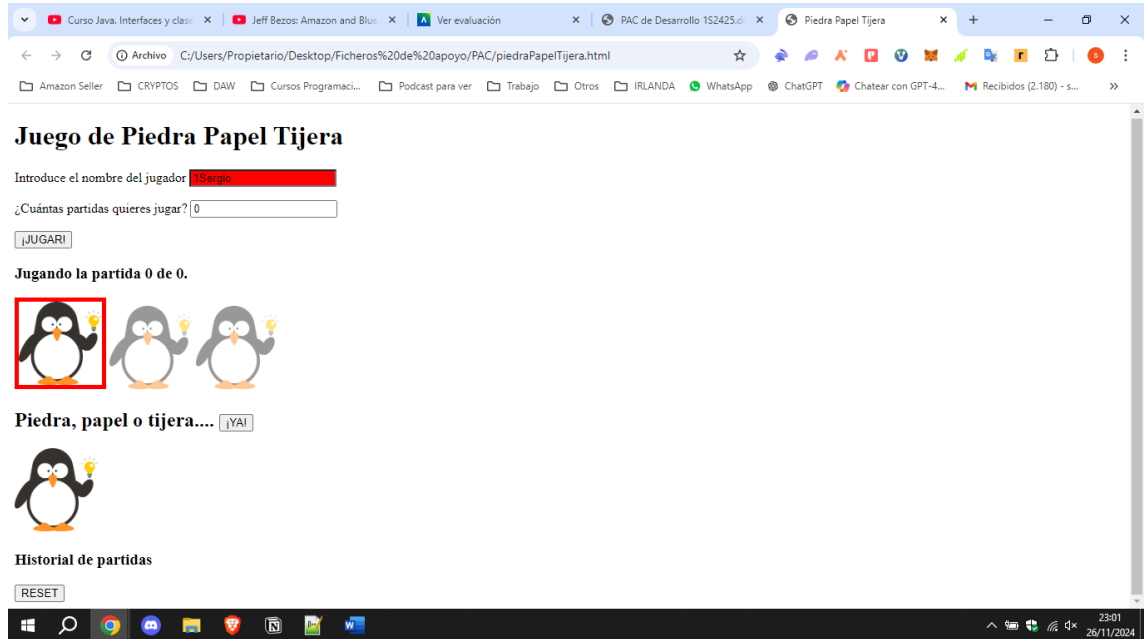 Curso Java. Interfaces y clase
Jeff Bezos: Amazon and Blue
Ver evaluación
PAC de Desarrollo 1S2425.do
Piedra Papel Tijera
Archivo C:/Users/Propietario/Desktop/Ficheros%20de%20apoyo/PAC/piedraPapelTijera.html
Amazon Seller CRYPTOS DAW Cursos Programaci... Podcast para ver Trabajo Otros IRLANDA WhatsApp ChatGPT Chatear con GPT-4... Recibidos (2.180) - s... »
Juego de Piedra Papel Tijera
Introduce el nombre del jugador 1Sergio
¿Cuántas partidas quieres jugar? 0
¡JUGAR!
Jugando la partida 0 de 0.
Piedra, papel o tijera.... ¡YA!
Historial de partidas
RESET
23:01
26/11/2024